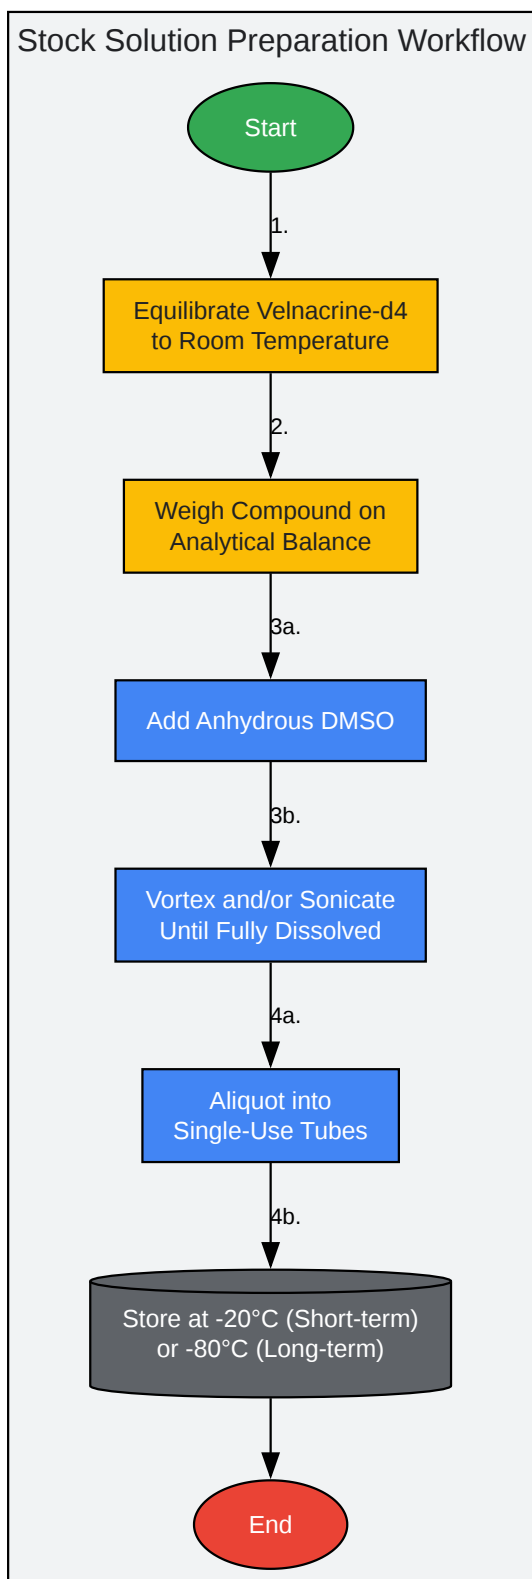 Stock Solution Preparation Workflow
Start
1.
Equilibrate Velnacrine-d4
to Room Temperature
2.
Weigh Compound on
Analytical Balance
3a.
Add Anhydrous DMSO
3b.
Vortex and/or Sonicate
Until Fully Dissolved
4a.
Aliquot into
Single-Use Tubes
4b.
Store at -20°C (Short-term)
or -80°C (Long-term)
End